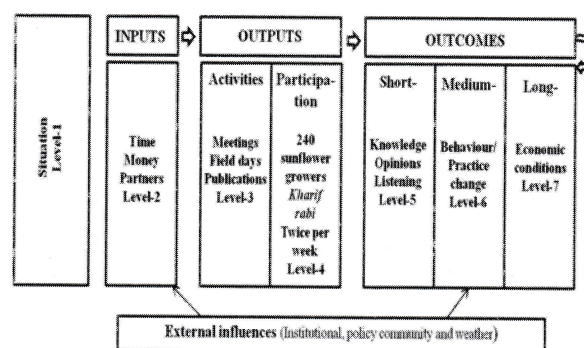 Situation
Level-1
INPUTS
OUTPUTS
OUTCOMES
Time
Money
Partners
Level-2
Activities
Meetings
Field days
Publications
Level-3
Participa-
tion
240
sunflower
growers
Kharif
rabi
Twice per
week
Level-4
Short-
Knowledge
Opinions
Listening
Level-5
Medium-
Behaviour/
Practice
change
Level-6
Long-
Economic
conditions
Level-7
External influences (Institutional, policy community and weather)